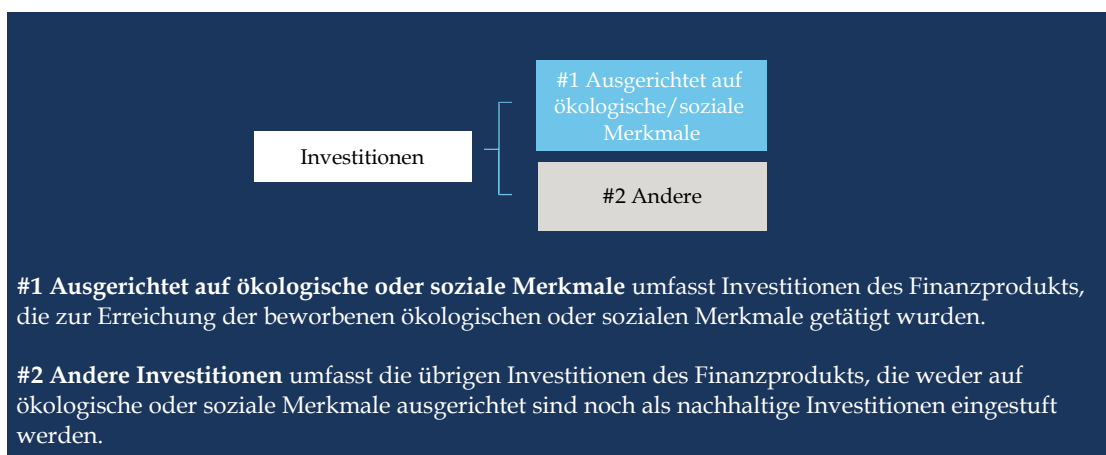 #1 Ausgerichtet auf
ökologische/soziale
Merkmale
Investitionen
#2 Andere
#1 Ausgerichtet auf ökologische oder soziale Merkmale umfasst Investitionen des Finanzprodukts,
die zur Erreichung der beworbenen ökologischen oder sozialen Merkmale getätigt wurden.
#2 Andere Investitionen umfasst die übrigen Investitionen des Finanzprodukts, die weder auf
ökologische oder soziale Merkmale ausgerichtet sind noch als nachhaltige Investitionen eingestuft
werden.